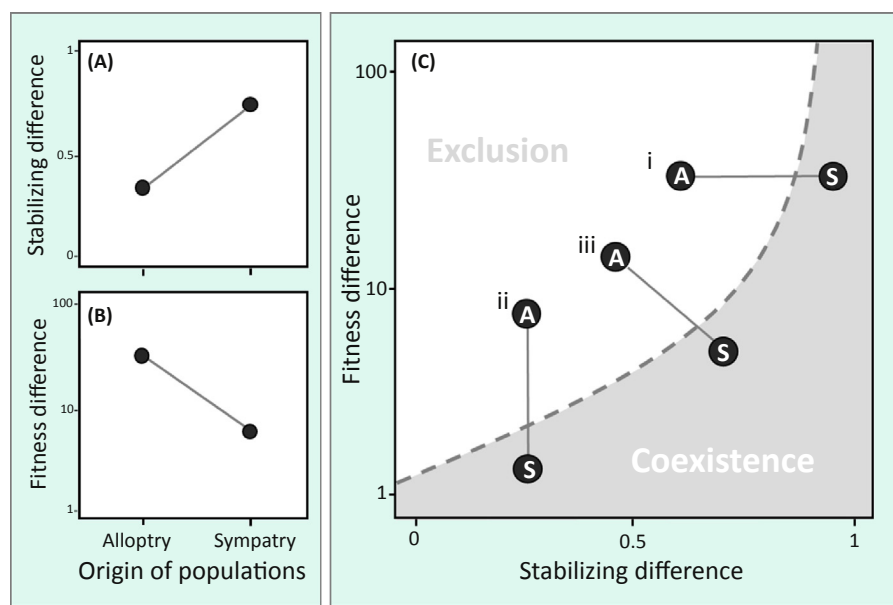 (A)
Stabilizing difference
1
0.5
0
(B)
Fitness difference
100
10
1
Alloptry Sympatry
Origin of populations
(C)
Fitness difference
100
10
1
Exclusion
Coexistence
i A S
iii A S
ii A S
0 0.5 1
Stabilizing difference